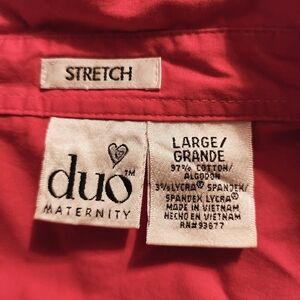 STRETCH
duo™
MATERNITY
LARGE/
GRANDE
97% COTTON/
ALGODON
3% LYCRA® SPANDEX/
SPANDEX LYCRA®
MADE IN VIETNAM
HECHO EN VIETNAM
RN#93677